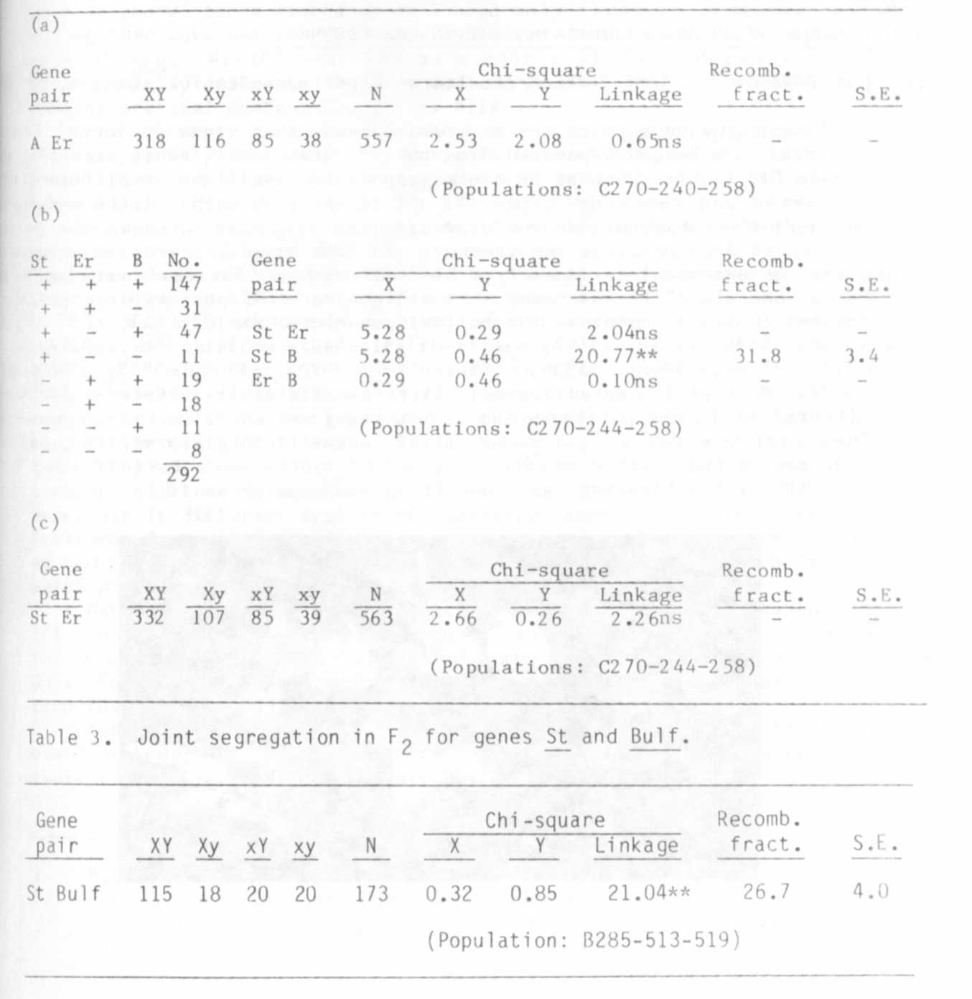 (a)
Gene Chi-square Recomb.
pair XY Xy xY xy N X Y Linkage fract. S.E.
A Er 318 116 85 38 557 2.53 2.08 0.65ns - -
(Populations: C270-240-258)
(b)
St Er B No. Gene Chi-square Recomb.
+ + + 147 pair X Y Linkage fract. S.E.
+ + - 31
+ - + 47 St Er 5.28 0.29 2.04ns - -
+ - - 11 St B 5.28 0.46 20.77** 31.8 3.4
- + + 19 Er B 0.29 0.46 0.10ns - -
- + - 18
- - + 11 (Populations: C270-244-258)
- - - 8
292
(c)
Gene Chi-square Recomb.
pair XY Xy xY xy N X Y Linkage fract. S.E.
St Er 332 107 85 39 563 2.66 0.26 2.26ns - -
(Populations: C270-244-258)
Table 3. Joint segregation in F2 for genes St and Bulf.
Gene Chi-square Recomb.
pair XY Xy xY xy N X Y Linkage fract. S.E.
St Bulf 115 18 20 20 173 0.32 0.85 21.04** 26.7 4.0
(Population: B285-513-519)